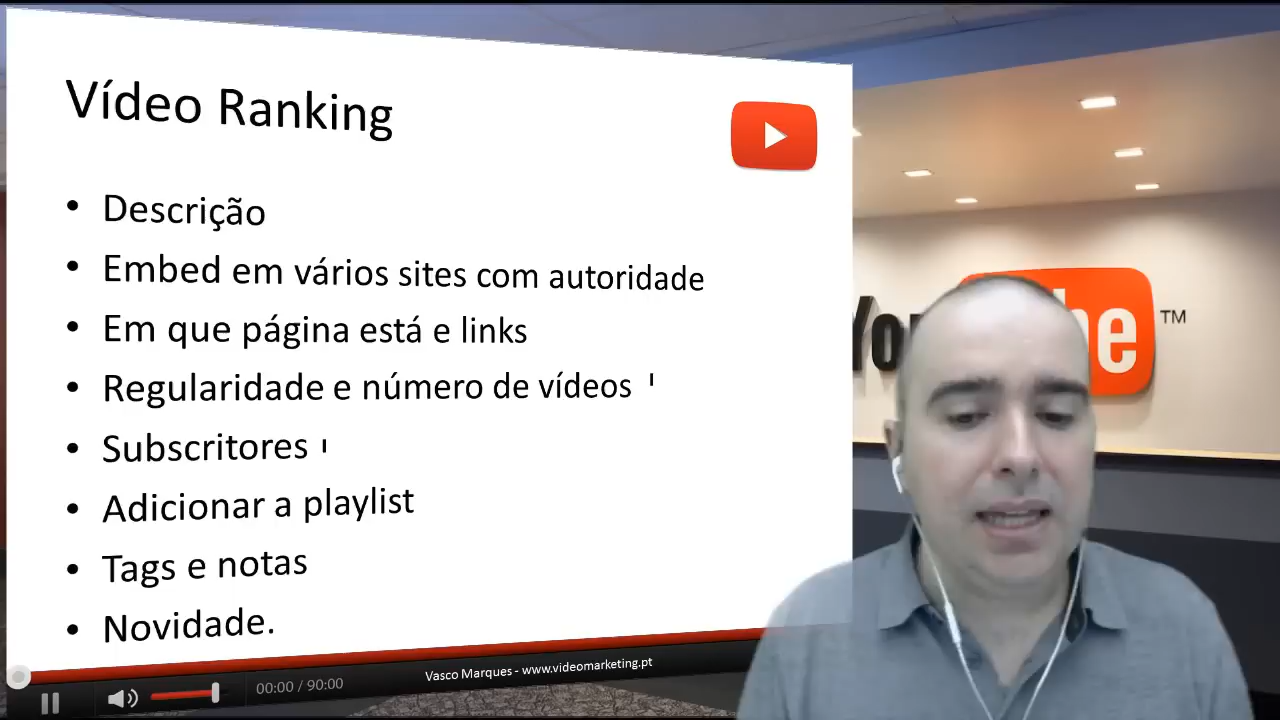 Vídeo Ranking
• Descrição
• Embed em vários sites com autoridade
• Em que página está e links
• Regularidade e número de vídeos
• Subscritores
• Adicionar a playlist
• Tags e notas
• Novidade.
Vasco Marques - www.videomarketing.pt
00:00 / 90:00
TM